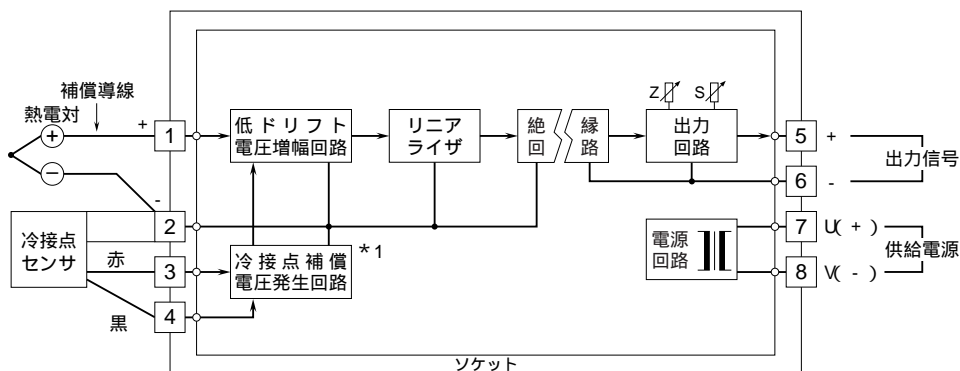 補償導線
熱電対
+
-
+
-
1
2
3
4
冷接点
センサ
赤
黒
低ドリフト
電圧増幅回路
リニア
ライザ
絶縁
回路
Z
S
出力
回路
冷接点補償
電圧発生回路
*1
電源
回路
5
+
6
-
出力信号
7
U( + )
8
V( - )
供給電源
ソケット